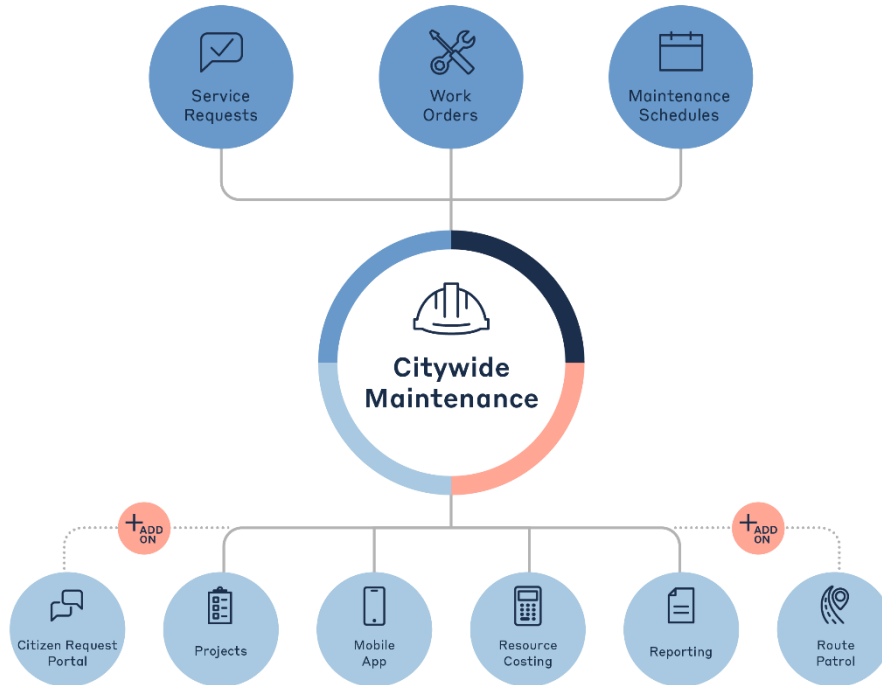 Service
Requests
Work
Orders
Maintenance
Schedules
Citywide
Maintenance
+ADD
ON
+ADD
ON
Citizen Request
Portal
Projects
Mobile
App
Resource
Costing
Reporting
Route
Patrol